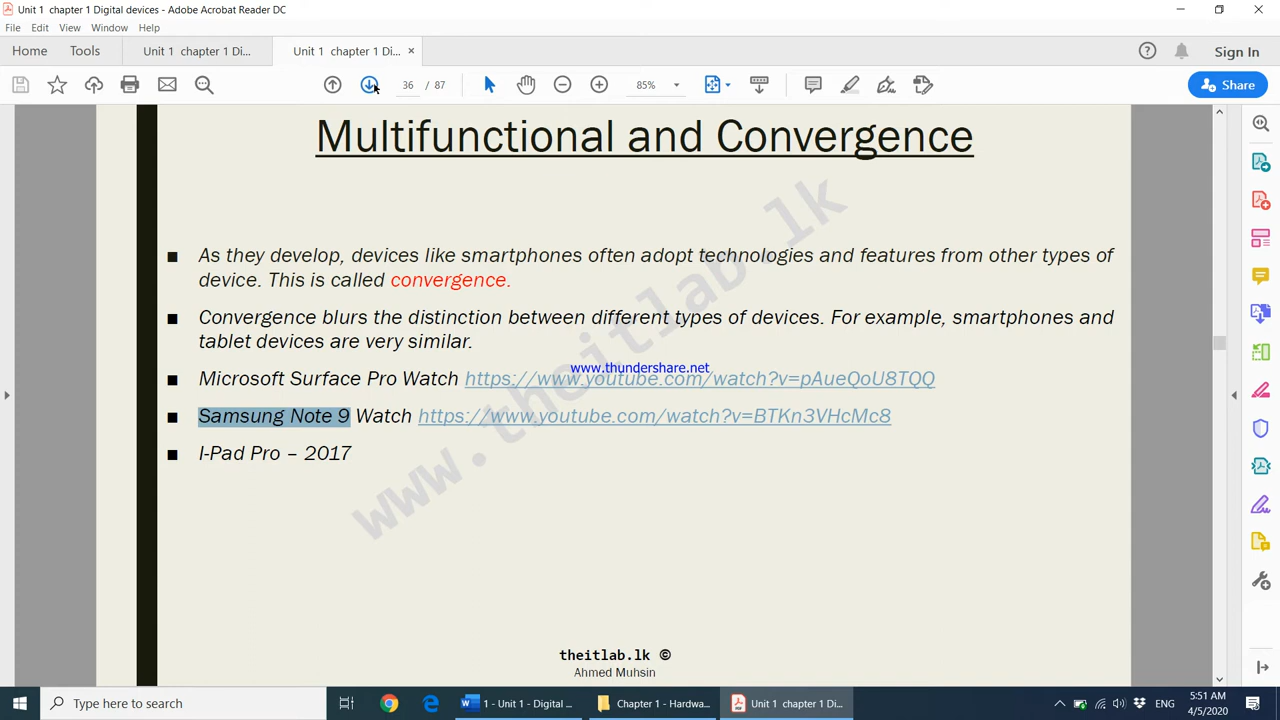 Unit 1  chapter 1 Digital devices - Adobe Acrobat Reader DC
File Edit View Window Help
Home Tools Unit 1  chapter 1 Di... Unit 1  chapter 1 Di... × Sign In
36 / 87 85% Share
Multifunctional and Convergence
■ As they develop, devices like smartphones often adopt technologies and features from other types of
device. This is called convergence.
■ Convergence blurs the distinction between different types of devices. For example, smartphones and
tablet devices are very similar.
www.thundershare.net
■ Microsoft Surface Pro Watch https://www.youtube.com/watch?v=pAueQoU8TQQ
■ Samsung Note 9 Watch https://www.youtube.com/watch?v=BTKn3VHcMc8
■ I-Pad Pro – 2017
www.theitlab.lk
theitlab.lk ©
Ahmed Muhsin
Type here to search 1 - Unit 1 - Digital ... Chapter 1 - Hardwa... Unit 1  chapter 1 Di... ENG 5:51 AM
4/5/2020